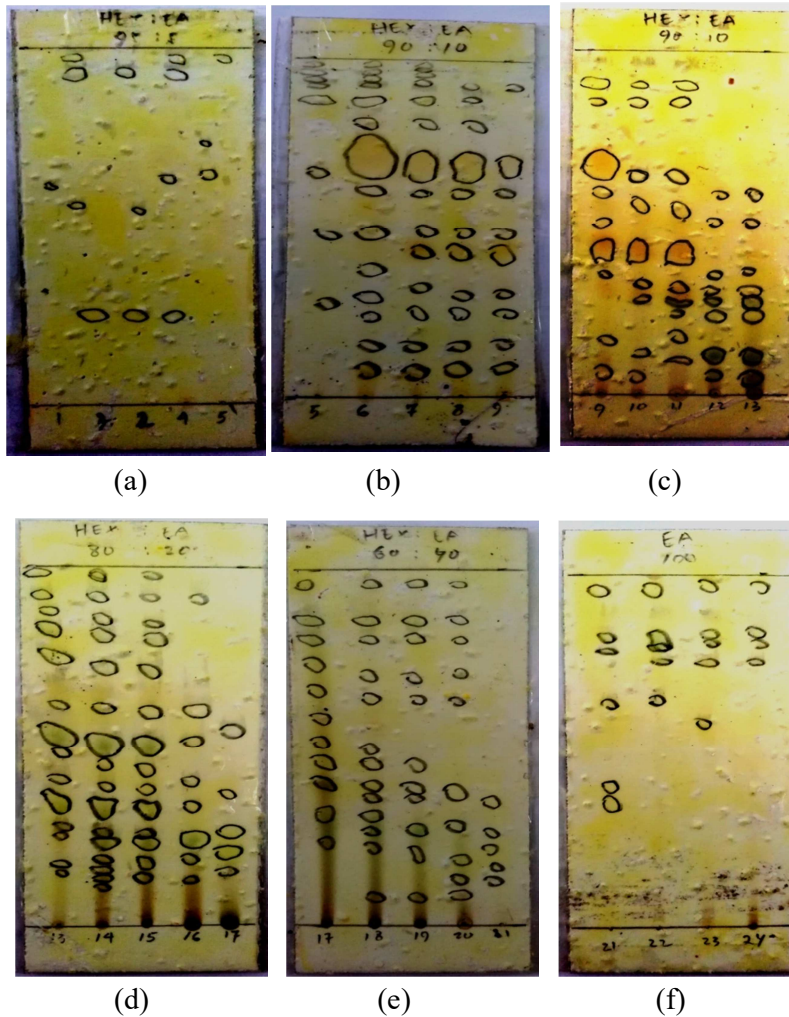 HEX : EA
95 : 5
1 2 3 4 5
(a)
HEX : EA
90 : 10
5 6 7 8 9
(b)
HEX : EA
90 : 10
9 10 11 12 13
(c)
HEX : EA
80 : 20
13 14 15 16 17
(d)
HEX : EA
60 : 40
17 18 19 20 21
(e)
EA
100
21 22 23 24
(f)